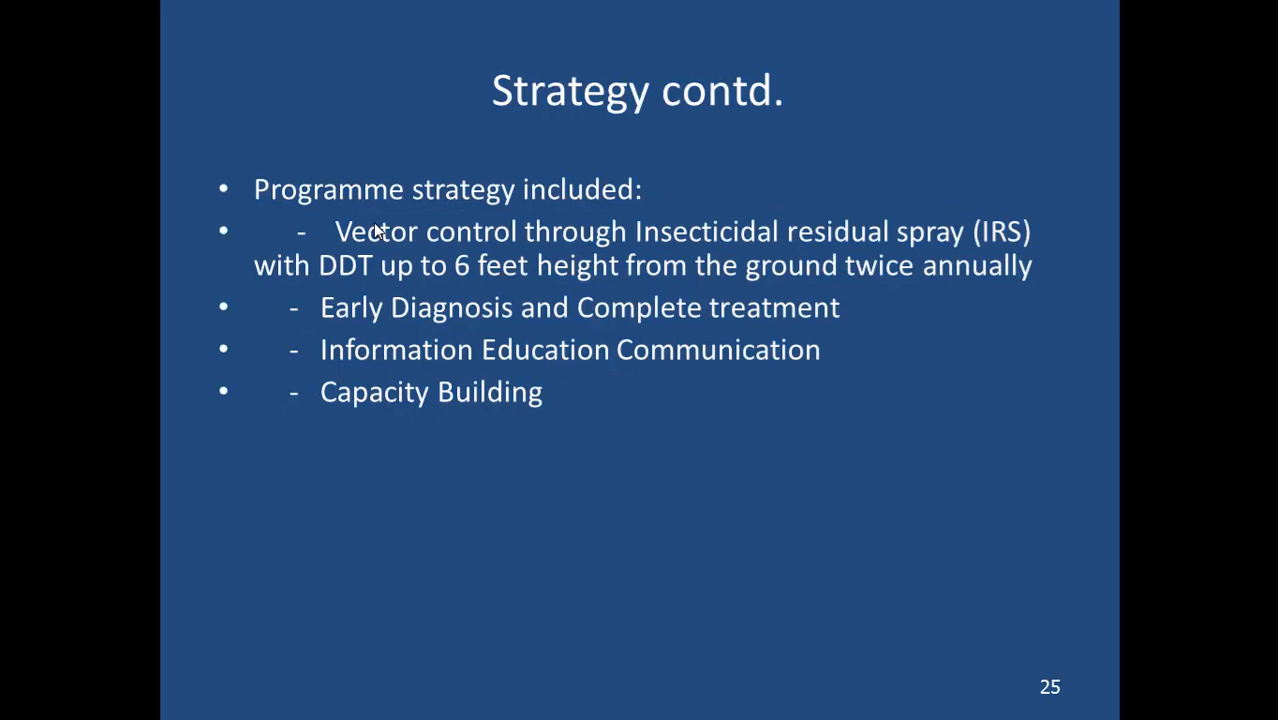 Strategy contd.
• Programme strategy included:
• - Vector control through Insecticidal residual spray (IRS)
with DDT up to 6 feet height from the ground twice annually
• - Early Diagnosis and Complete treatment
• - Information Education Communication
• - Capacity Building
25